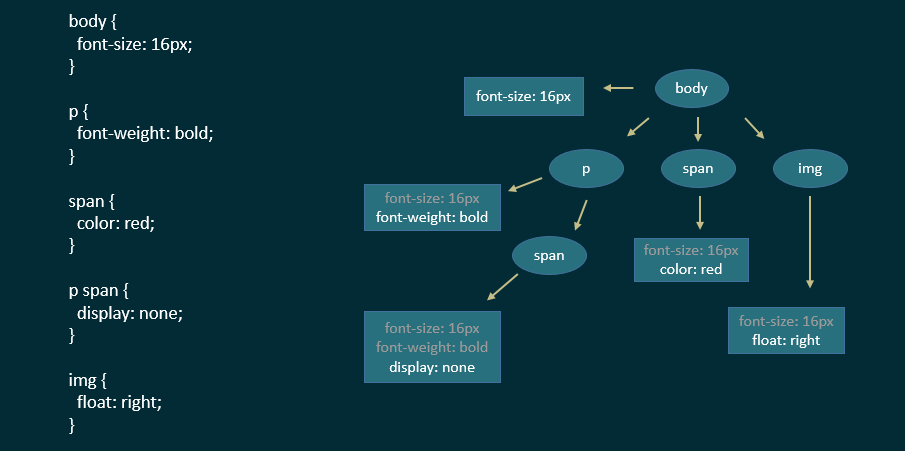 body {
font-size: 16px;
}
p {
font-weight: bold;
}
span {
color: red;
}
p span {
display: none;
}
img {
float: right;
}
body
font-size: 16px
p
span
img
font-size: 16px
font-weight: bold
span
font-size: 16px
color: red
font-size: 16px
font-weight: bold
display: none
font-size: 16px
float: right